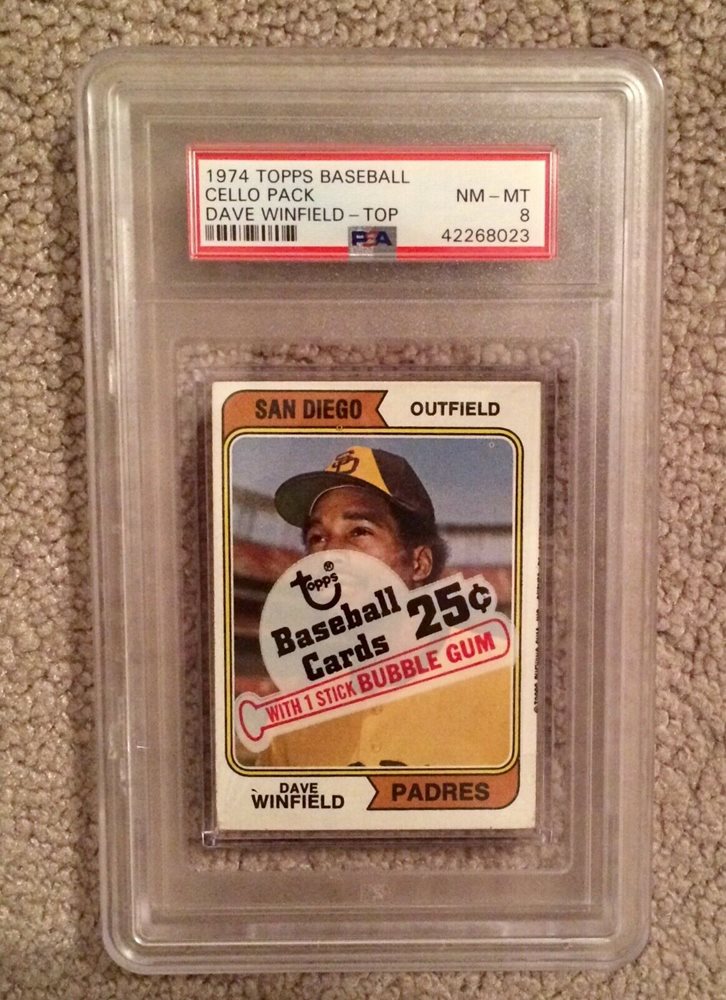 1974 TOPPS BASEBALL
CELLO PACK NM - MT
DAVE WINFIELD - TOP 8
PSA 42268023
SAN DIEGO OUTFIELD
SD
topps®
Baseball 25¢
Cards
WITH 1 STICK BUBBLE GUM
DAVE
WINFIELD PADRES